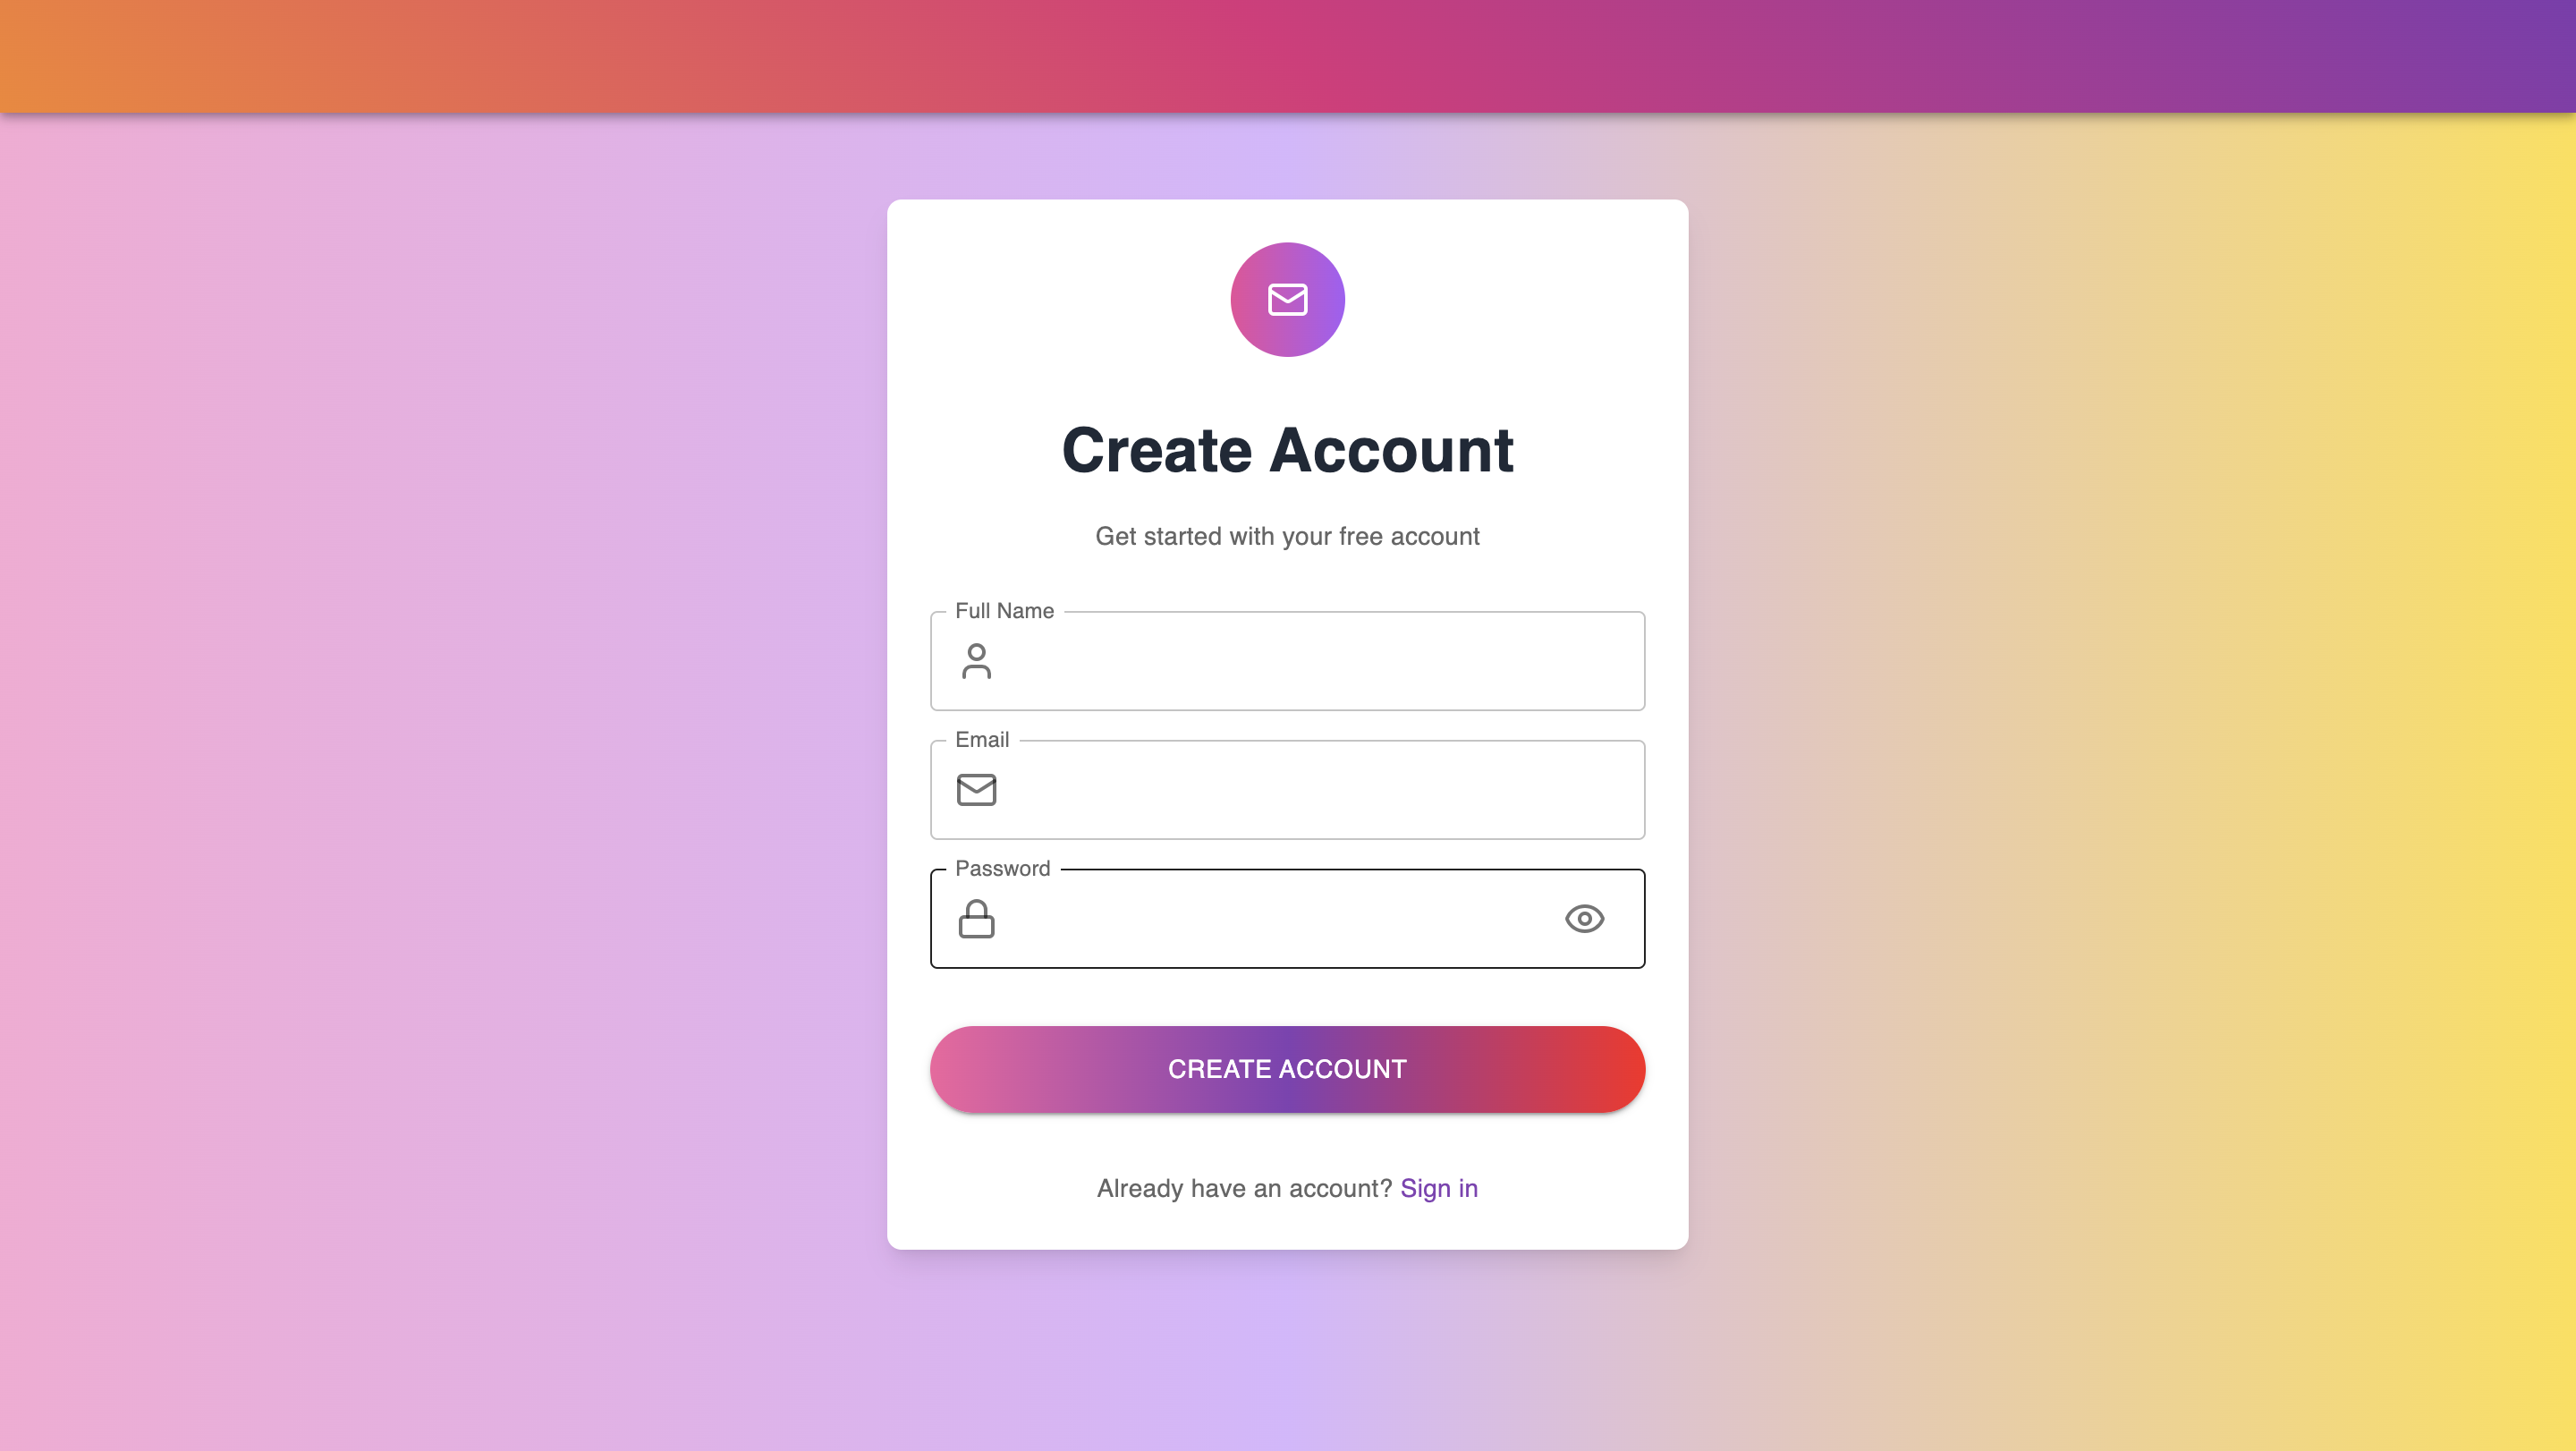 Create Account
Get started with your free account
Full Name
Email
Password
CREATE ACCOUNT
Already have an account? Sign in